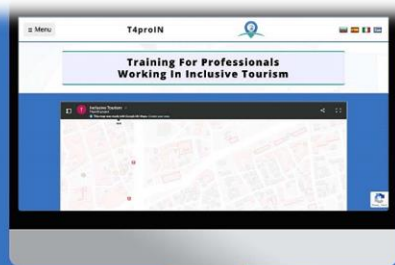 ≡ Menu
T4proIN
Training For Professionals
Working In Inclusive Tourism
Inclusive Tourism